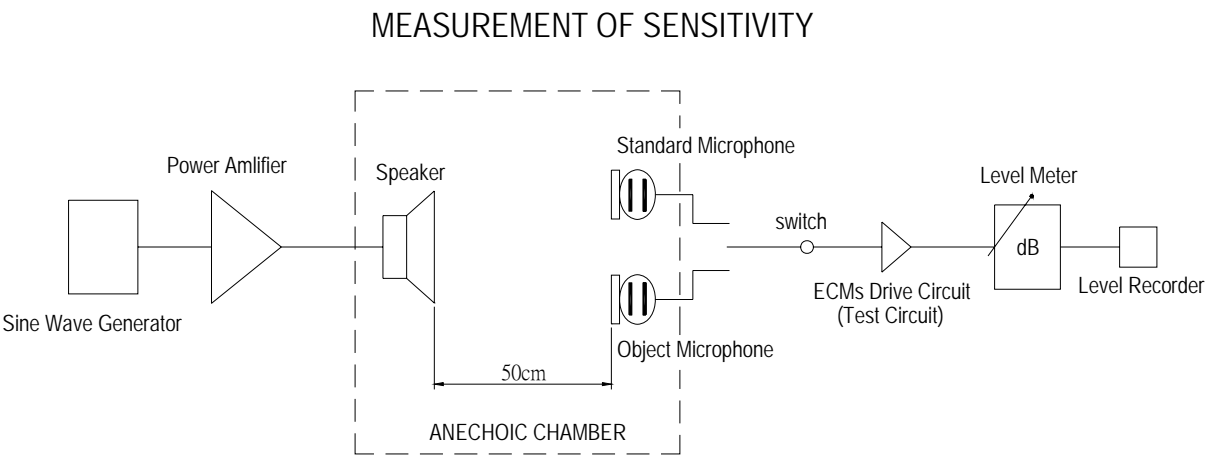 MEASUREMENT OF SENSITIVITY
Standard Microphone
Power Amlifier
Speaker
Level Meter
switch
dB
Sine Wave Generator
ECMs Drive Circuit
(Test Circuit)
Level Recorder
Object Microphone
50cm
ANECHOIC CHAMBER